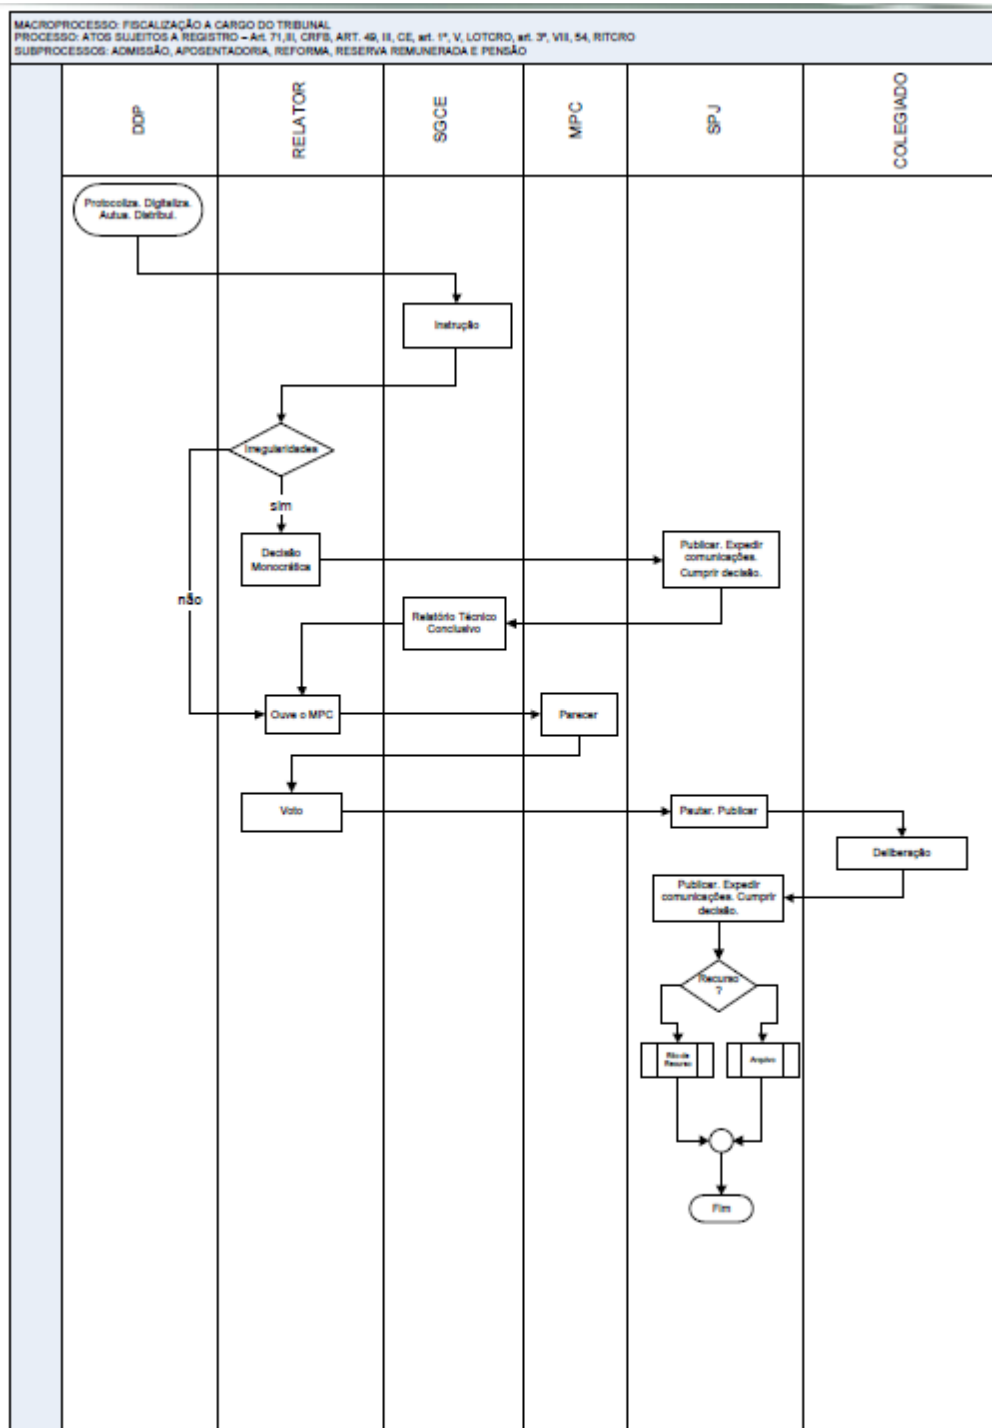 MACROPROCESSO: FISCALIZAÇÃO A CARGO DO TRIBUNAL
PROCESSO: ATOS SUJEITOS A REGISTRO – Art. 71,III, CRFB, ART. 49, III, CE, art. 1º, V, LOTCRO, art. 3º, VIII, 54, RITCRO
SUBPROCESSOS: ADMISSÃO, APOSENTADORIA, REFORMA, RESERVA REMUNERADA E PENSÃO
DDP
RELATOR
SGCE
MPC
SPJ
COLEGIADO
Protocoliza. Digitaliza.
Autua. Distribui.
Instrução
Irregularidades
sim
Decisão
Monocrática
Publicar. Expedir
comunicações.
Cumprir decisão.
não
Relatório Técnico
Conclusivo
Ouve o MPC
Parecer
Voto
Pautar. Publicar
Deliberação
Publicar. Expedir
comunicações. Cumprir
decisão.
Recurso
?
Rito de
Recurso
Arquivo
Fim